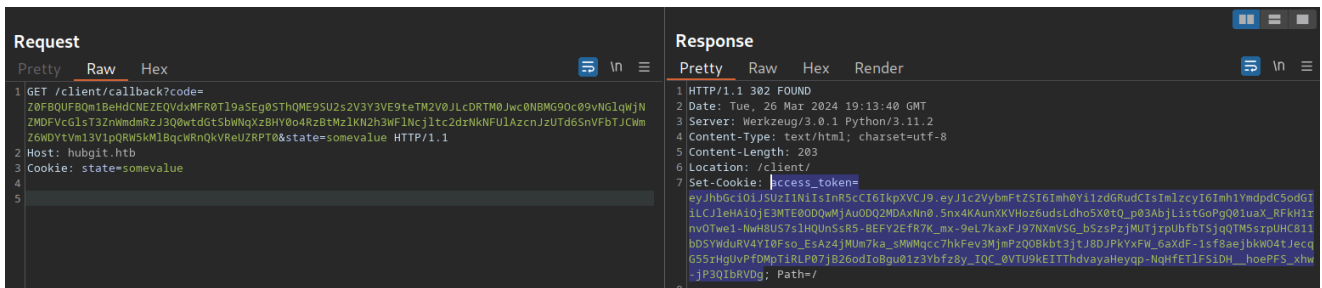 Request
Pretty Raw Hex
\n
1 GET /client/callback?code=
Z0FBQUFBQm1BeHdCNEZEQVdxMFR0Tl9aSEg0SThQME9SU2s2V3Y3VE9teTM2V0JLcDRTM0Jwc0NBMG9Oc09vNGlqWjN
ZMDFVcGlsT3ZnWmdmRzJ3Q0wtdGtSbWNqXzBHY0o4RzBtMzlKN2h3WFlNcjltc2drNkNFUlAzcnJzUTd6SnVFbTJCWm
Z6WDYtVm13V1pQRW5kMlBqcWRnQkVReUZRPT0&state=somevalue HTTP/1.1
2 Host: hubgit.htb
3 Cookie: state=somevalue
4
5
Response
Pretty Raw Hex Render
\n
1 HTTP/1.1 302 FOUND
2 Date: Tue, 26 Mar 2024 19:13:40 GMT
3 Server: Werkzeug/3.0.1 Python/3.11.2
4 Content-Type: text/html; charset=utf-8
5 Content-Length: 203
6 Location: /client/
7 Set-Cookie: access_token=
eyJhbGciOiJSUzI1NiIsInR5cCI6IkpXVCJ9.eyJ1c2VybmFtZSI6Imh0Yi1zdGRudCIsImlzcyI6Imh1YmdpdC5odGI
iLCJleHAiOjE3MTE0ODQwMjAuODQ2MDAxNn0.5nx4KAunXKVHoz6udsLdho5X0tQ_p03AbjListGoPgQ01uaX_RFkH1r
nvOTwe1-NwH8US7slHQUnSsR5-BEFY2EfR7K_mx-9eL7kaxFJ97NXmVSG_bSzsPzjMUTjrpUbfbTSjqQTM5srpUHC811
bDSYWduRV4YI0Fso_EsAz4jMUm7ka_sMWMqcc7hkFev3MjmPzQOBkbt3jtJ8DJPkYxFW_6aXdF-1sf8aejbkWO4tJecq
G55rHgUvPfDMpTiRLP07jB26odIoBgu01z3Ybfz8y_IQC_0VTU9kEITThdvayaHeyqp-NqHfETlFSiDH__hoePFS_xhw
-jP3QIbRVDg; Path=/